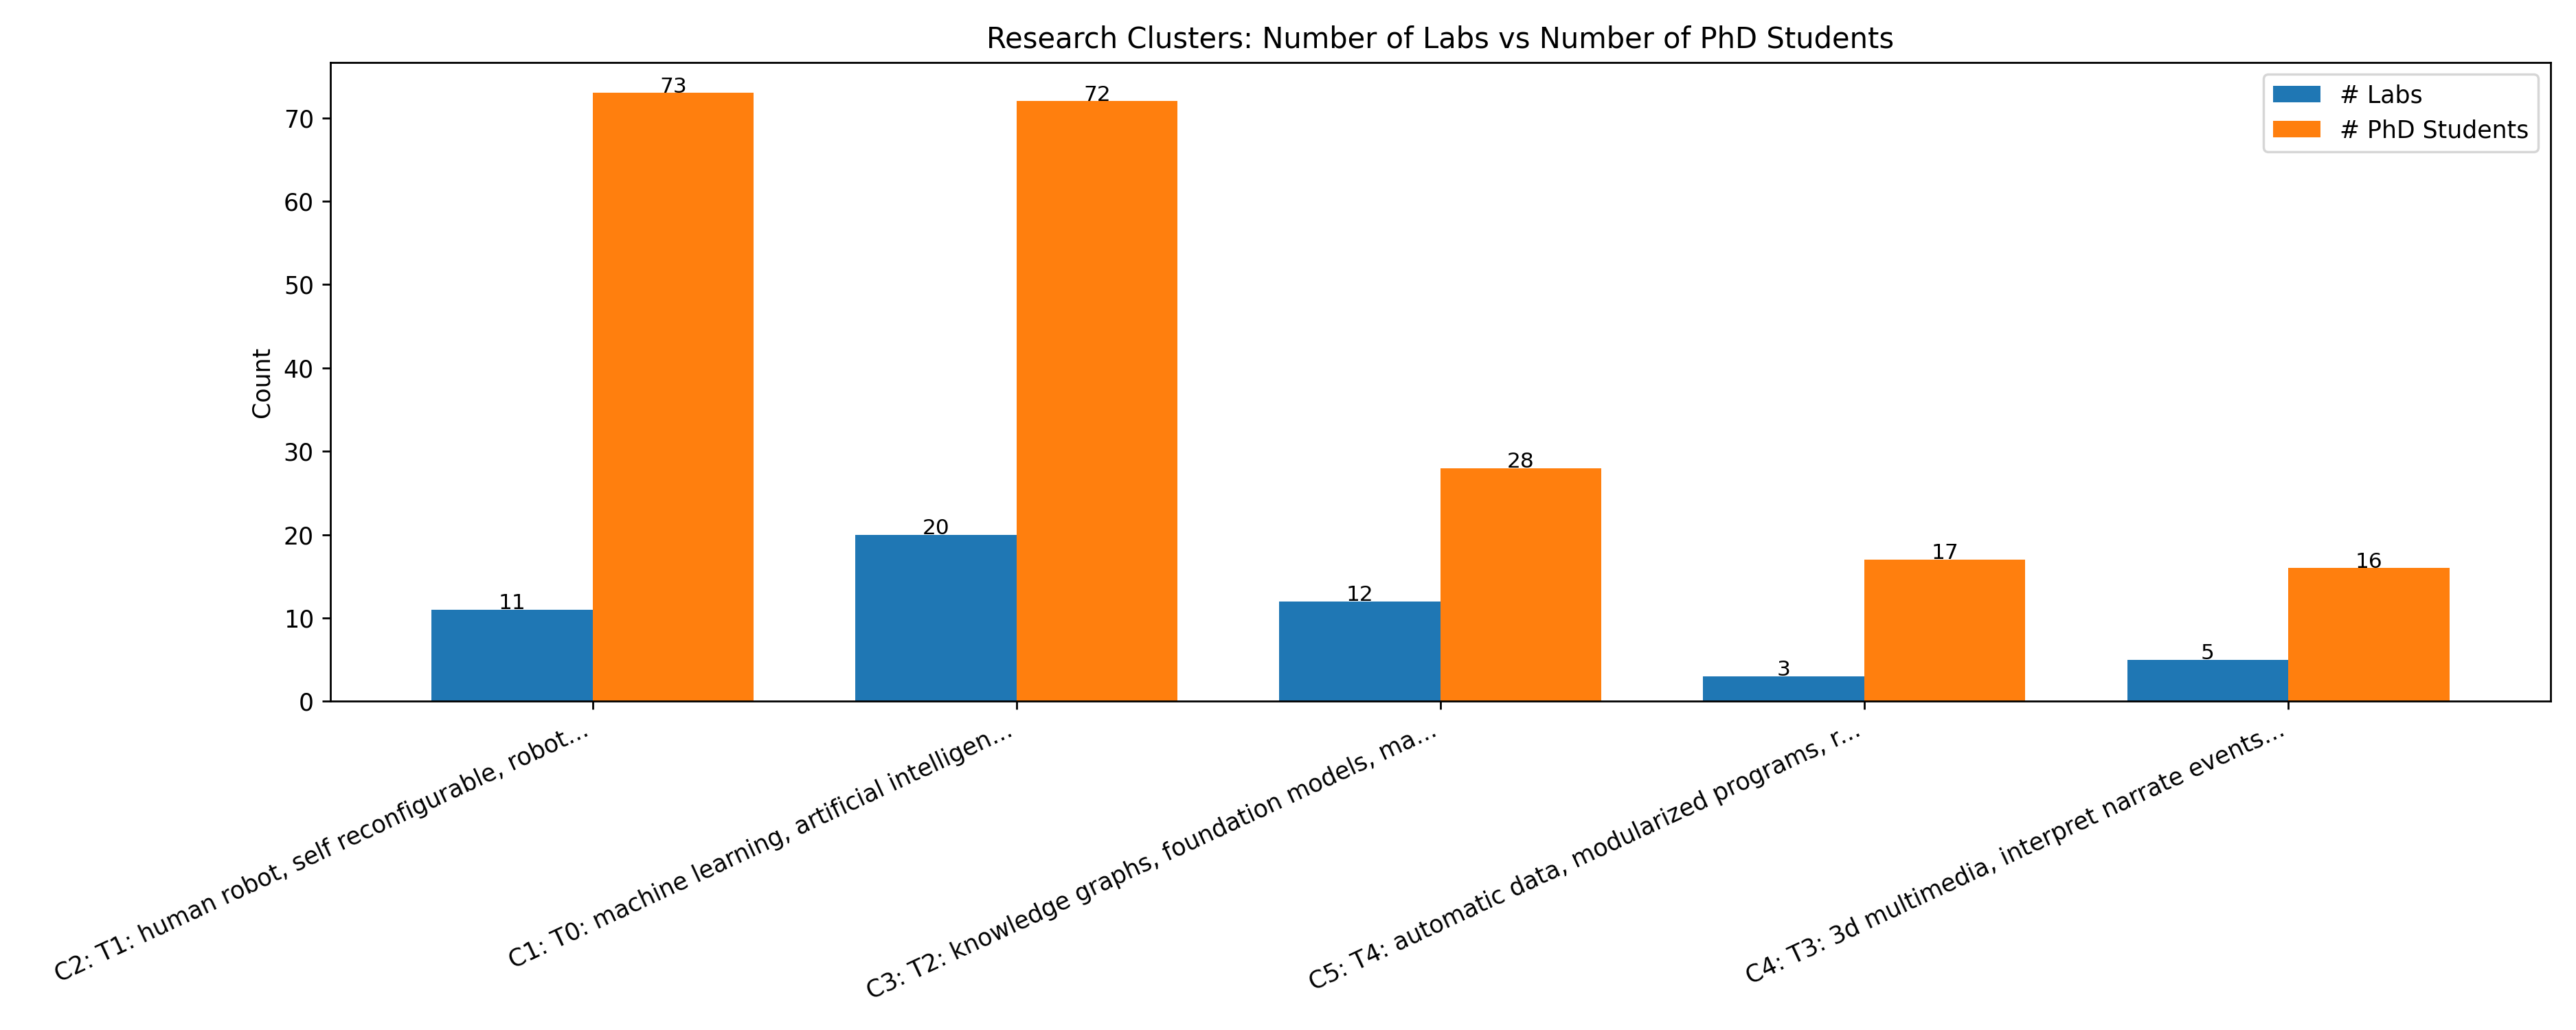 Research Clusters: Number of Labs vs Number of PhD Students
# Labs
# PhD Students
Count
70
60
50
40
30
20
10
0
11
73
20
72
12
28
3
17
5
16
C2: T1: human robot, self reconfigurable, robot...
C1: T0: machine learning, artificial intelligen...
C3: T2: knowledge graphs, foundation models, ma...
C5: T4: automatic data, modularized programs, r...
C4: T3: 3d multimedia, interpret narrate events...